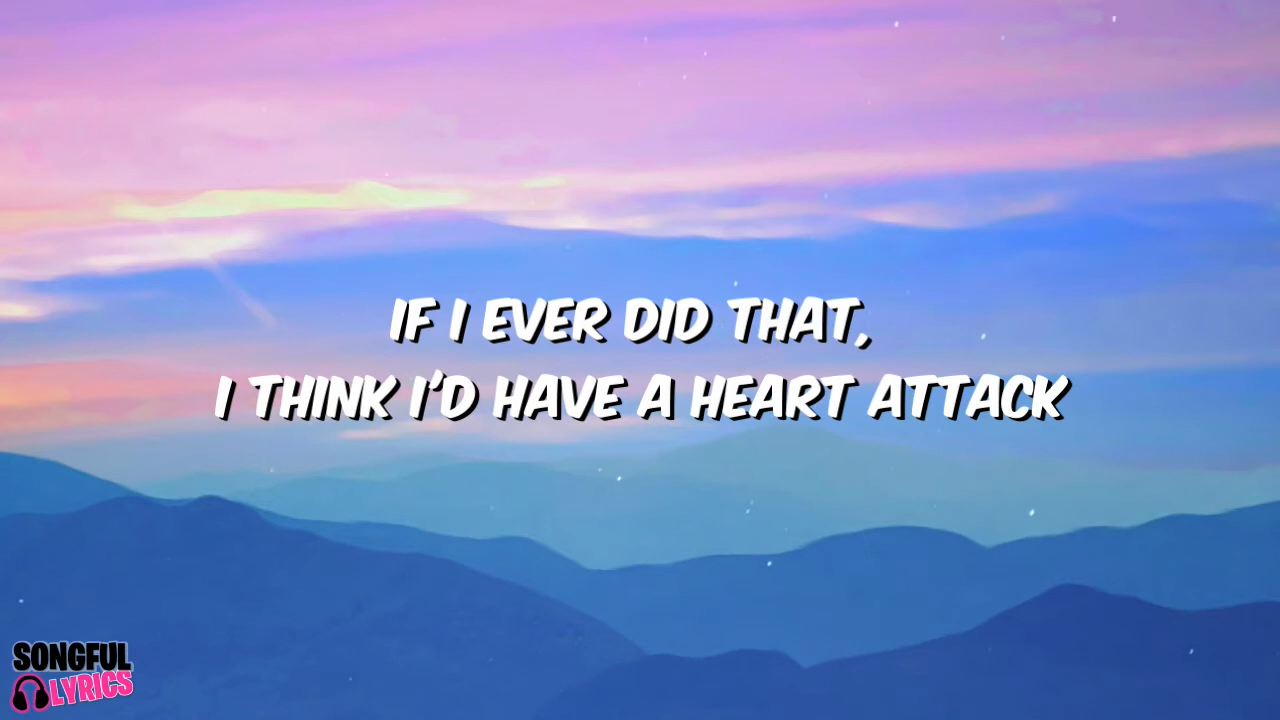 IF I EVER DID THAT,
I THINK I'D HAVE A HEART ATTACK
SONGFUL
LYRICS